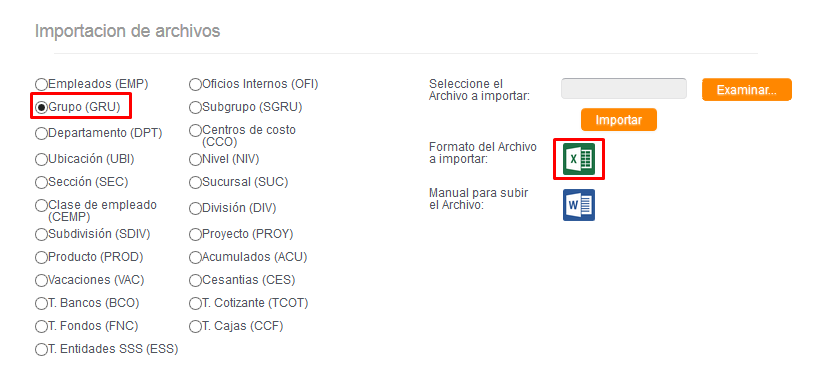 Importacion de archivos
Empleados (EMP)
Oficios Internos (OFI)
Grupo (GRU)
Subgrupo (SGRU)
Departamento (DPT)
Centros de costo
(CCO)
Ubicación (UBI)
Nivel (NIV)
Sección (SEC)
Sucursal (SUC)
Clase de empleado
(CEMP)
División (DIV)
Subdivisión (SDIV)
Proyecto (PROY)
Producto (PROD)
Acumulados (ACU)
Vacaciones (VAC)
Cesantias (CES)
T. Bancos (BCO)
T. Cotizante (TCOT)
T. Fondos (FNC)
T. Cajas (CCF)
T. Entidades SSS (ESS)
Seleccione el
Archivo a importar:
Examinar...
Importar
Formato del Archivo
a importar:
X
Manual para subir
el Archivo:
W